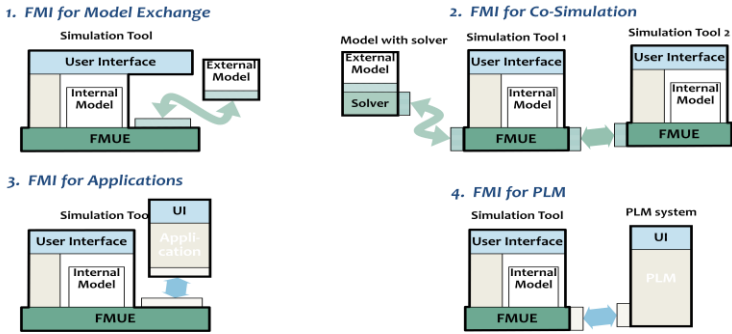 1. FMI for Model Exchange
Simulation Tool
User Interface
Internal
Model
External
Model
FMUE
2. FMI for Co-Simulation
Model with solver
External
Model
Solver
Simulation Tool 1
User Interface
Internal
Model
FMUE
Simulation Tool 2
User Interface
Internal
Model
FMUE
3. FMI for Applications
Simulation Too
User Interface
Internal
Model
FMUE
UI
Appli-
cation
4. FMI for PLM
Simulation Tool
User Interface
Internal
Model
FMUE
PLM system
UI
PLM